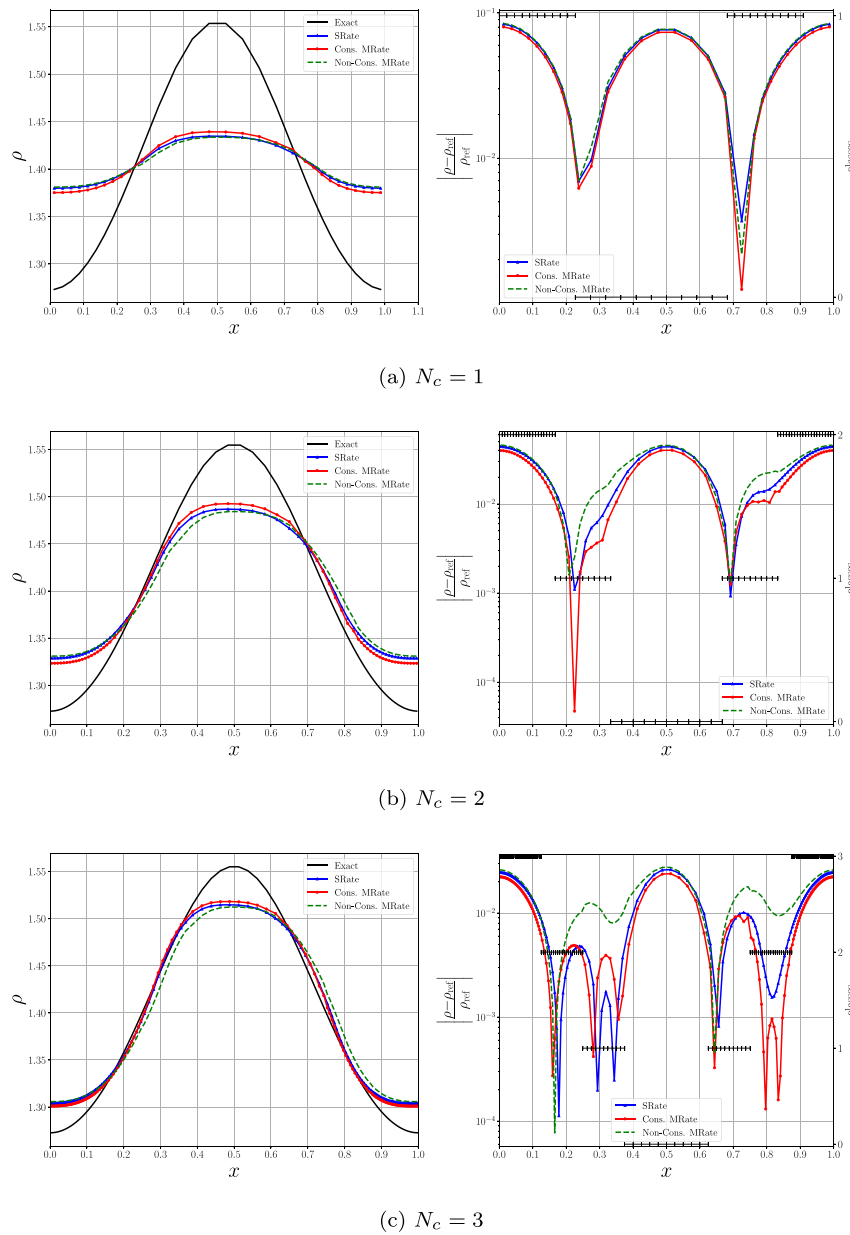 Exact
SRate
Cons. MRate
Non-Cons. MRate
1.55
1.50
1.45
1.40
1.35
1.30
ρ
0.0 0.1 0.2 0.3 0.4 0.5 0.6 0.7 0.8 0.9 1.0 1.1
x
10⁻¹
10⁻²
|ρ−ρref / ρref|
SRate
Cons. MRate
Non-Cons. MRate
1
0
0.0 0.1 0.2 0.3 0.4 0.5 0.6 0.7 0.8 0.9 1.0
x
(a) Nc = 1
Exact
SRate
Cons. MRate
Non-Cons. MRate
1.55
1.50
1.45
1.40
1.35
1.30
ρ
0.0 0.1 0.2 0.3 0.4 0.5 0.6 0.7 0.8 0.9 1.0
x
10⁻²
10⁻³
10⁻⁴
|ρ−ρref / ρref|
SRate
Cons. MRate
Non-Cons. MRate
2
1
0
0.0 0.1 0.2 0.3 0.4 0.5 0.6 0.7 0.8 0.9 1.0
x
(b) Nc = 2
Exact
SRate
Cons. MRate
Non-Cons. MRate
1.55
1.50
1.45
1.40
1.35
1.30
ρ
0.0 0.1 0.2 0.3 0.4 0.5 0.6 0.7 0.8 0.9 1.0
x
10⁻²
10⁻³
10⁻⁴
|ρ−ρref / ρref|
SRate
Cons. MRate
Non-Cons. MRate
3
2
1
0
0.0 0.1 0.2 0.3 0.4 0.5 0.6 0.7 0.8 0.9 1.0
x
(c) Nc = 3